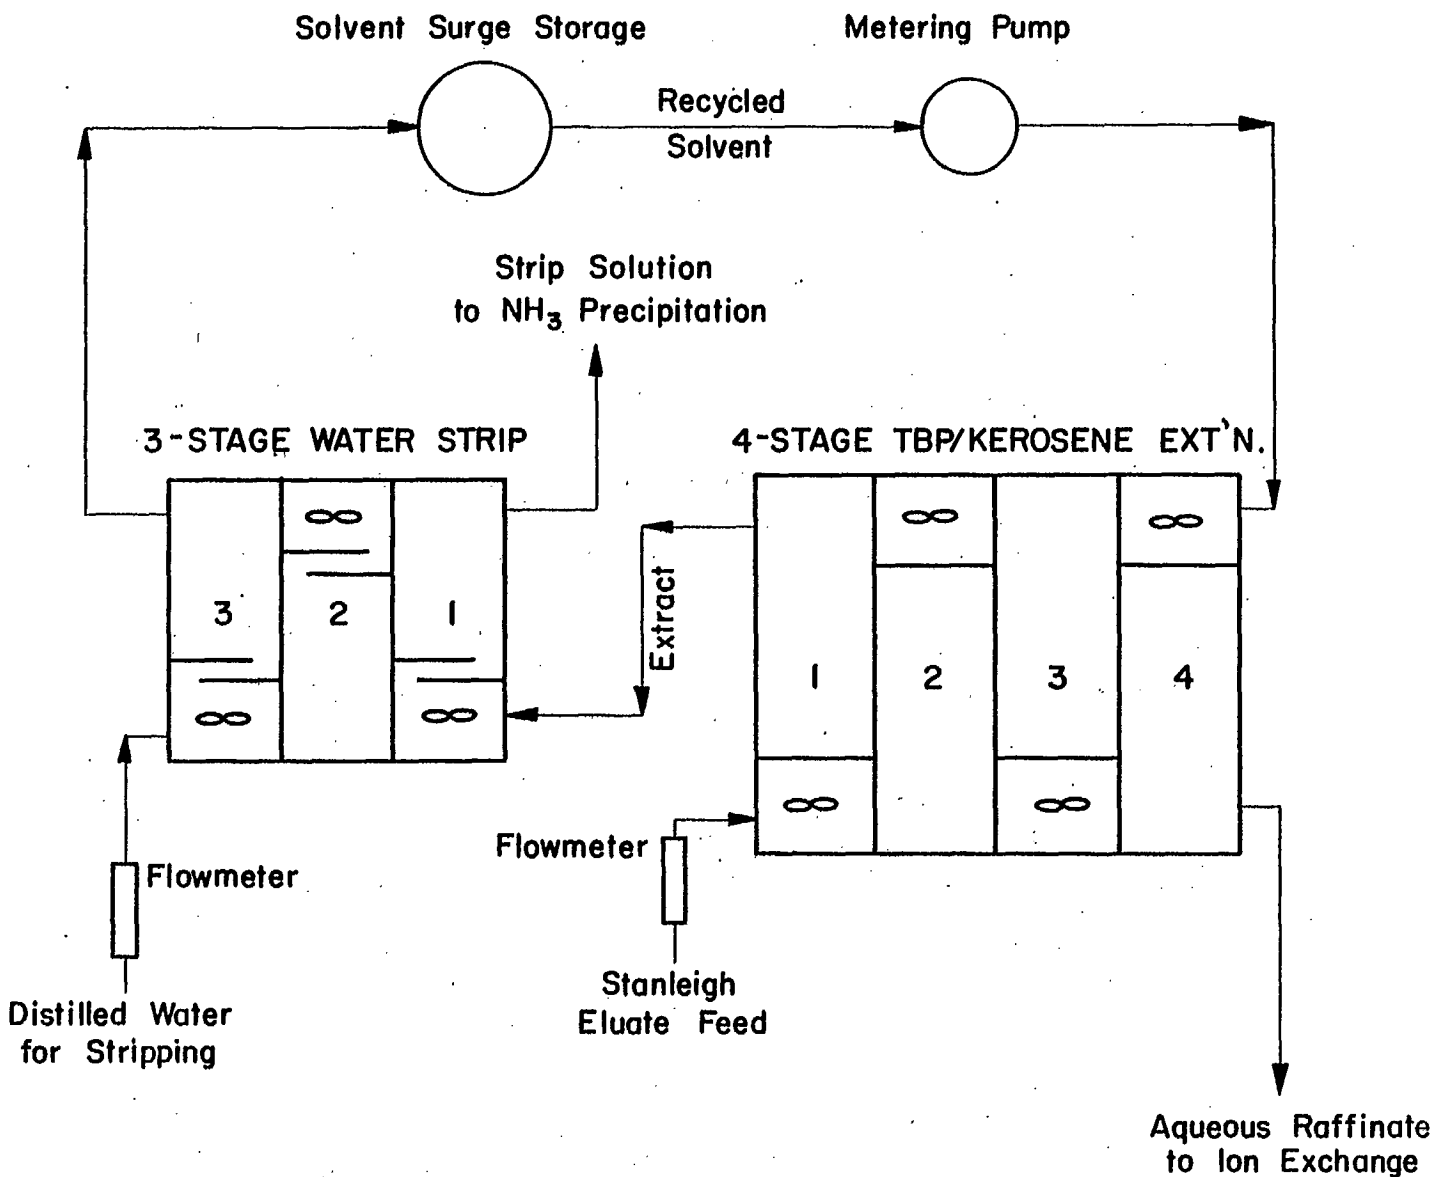 Solvent Surge Storage
Metering Pump
Recycled
Solvent
Strip Solution
to NH₃ Precipitation
3-STAGE WATER STRIP
4-STAGE TBP/KEROSENE EXT'N.
3
2
1
Extract
1
2
3
4
Flowmeter
Flowmeter
Stanleigh
Eluate Feed
Distilled Water
for Stripping
Aqueous Raffinate
to Ion Exchange